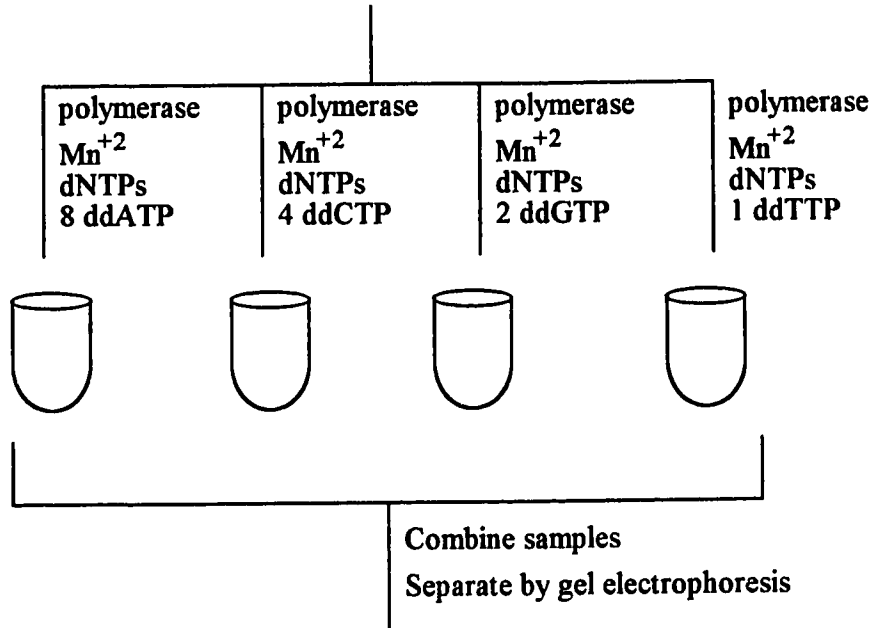 polymerase
Mn+2
dNTPs
8 ddATP
polymerase
Mn+2
dNTPs
4 ddCTP
polymerase
Mn+2
dNTPs
2 ddGTP
polymerase
Mn+2
dNTPs
1 ddTTP
Combine samples
Separate by gel electrophoresis